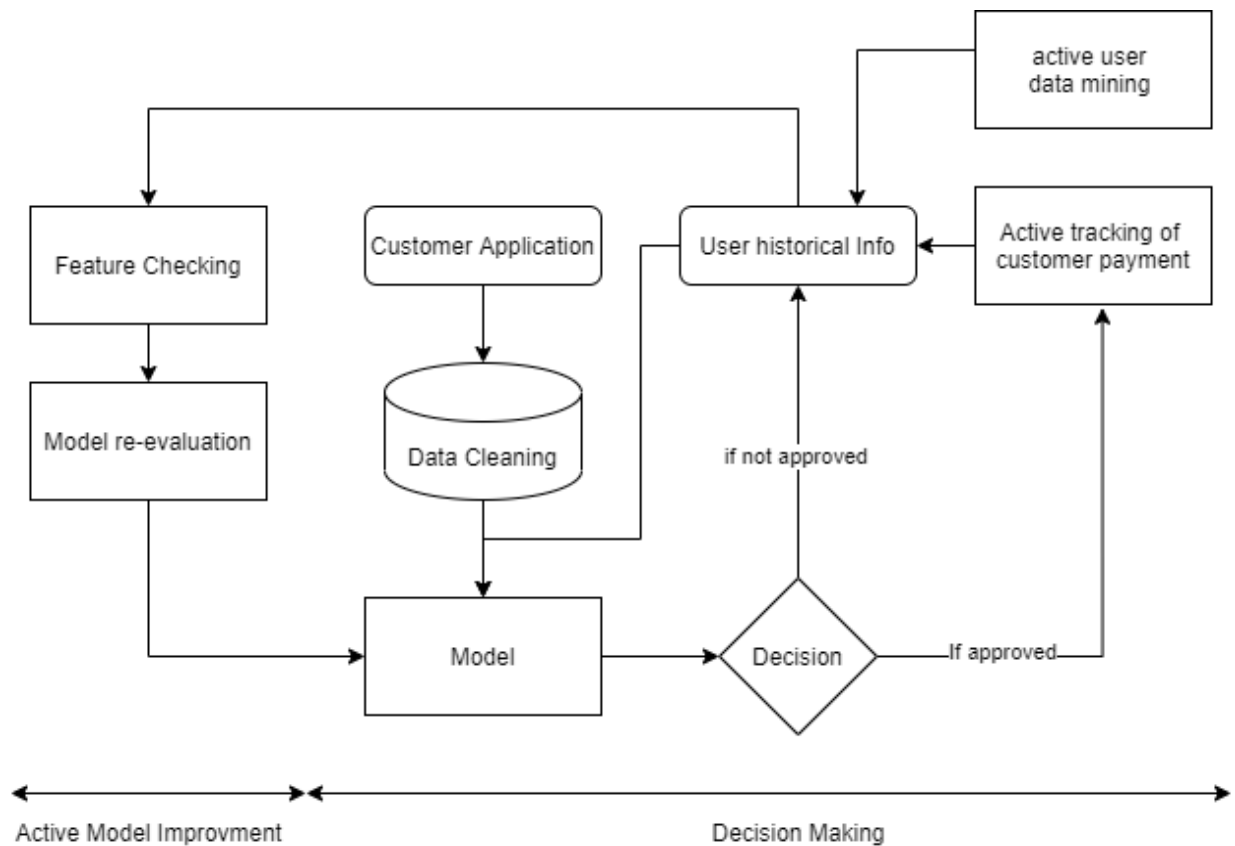 active user
data mining
Feature Checking
Customer Application
User historical Info
Active tracking of
customer payment
Model re-evaluation
Data Cleaning
if not approved
Model
Decision
If approved
Active Model Improvment
Decision Making